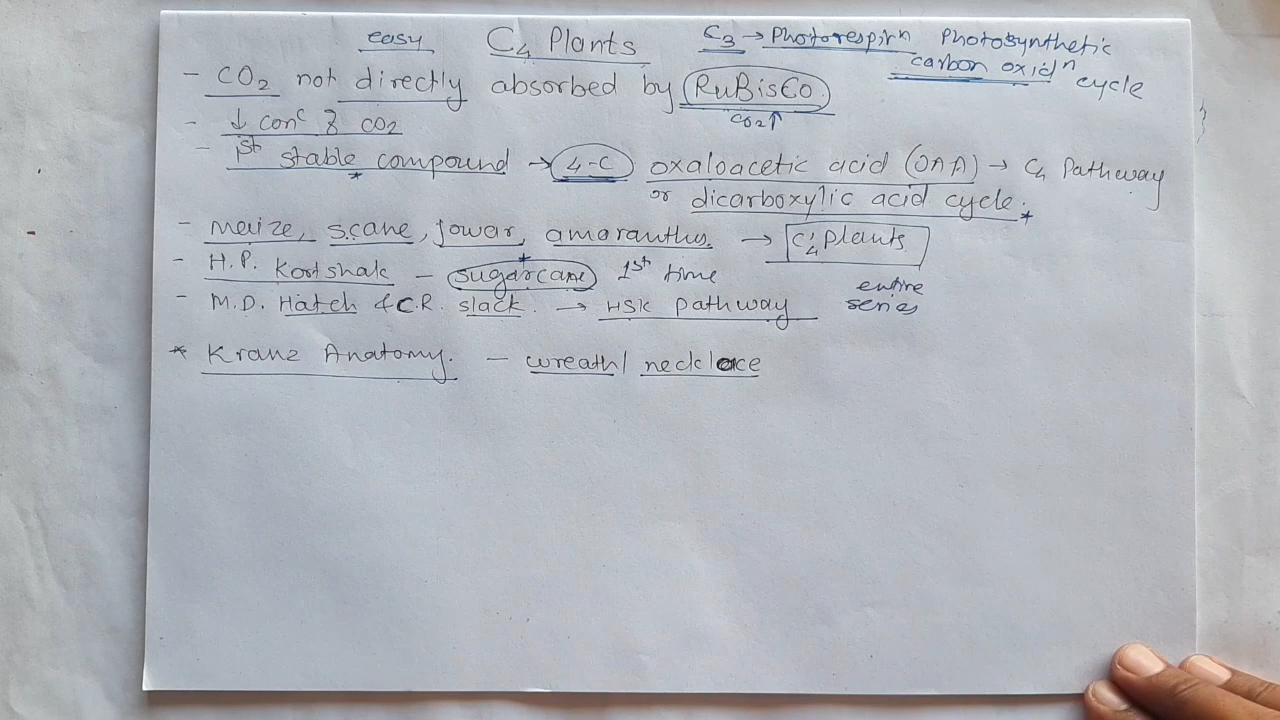 easy C4 Plants C3 → Photorespirⁿ Photosynthetic
carbon oxidⁿ cycle
- CO2 not directly absorbed by RuBisCo
CO2↑
- ↓ conᶜ of CO2
- 1st stable compound → 4-C oxaloacetic acid (OAA) → C4 Pathway
or dicarboxylic acid cycle. *
- Maize, s.cane, jowar, amaranthus. → C4 plants
- H.P. Kortshak - sugarcane 1st time
entire
- M.D. Hatch & C.R. slack. → HSK pathway series
* Kranz Anatomy. - wreath/ necklace